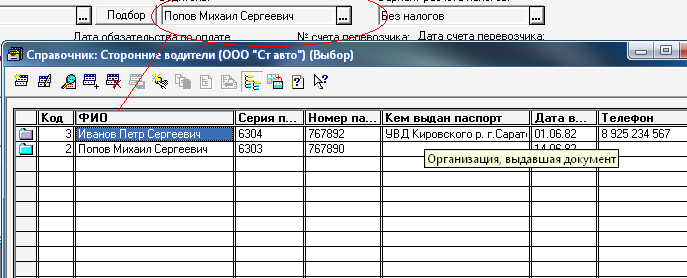 Подбор Попов Михаил Сергеевич ... Без налогов ...
Дата обязательства по оплате № счета перевозчика: Дата счета перевозчика:
Справочник: Сторонние водители (ООО "Ст авто") (Выбор)
Код ФИО Серия п... Номер па... Кем выдан паспорт Дата в... Телефон
3 Иванов Петр Сергеевич 6304 767892 УВД Кировского р. г.Сарато 01.06.82 8 925 234 567
2 Попов Михаил Сергеевич 6303 767890 14.06.82
Организация, выдавшая документ